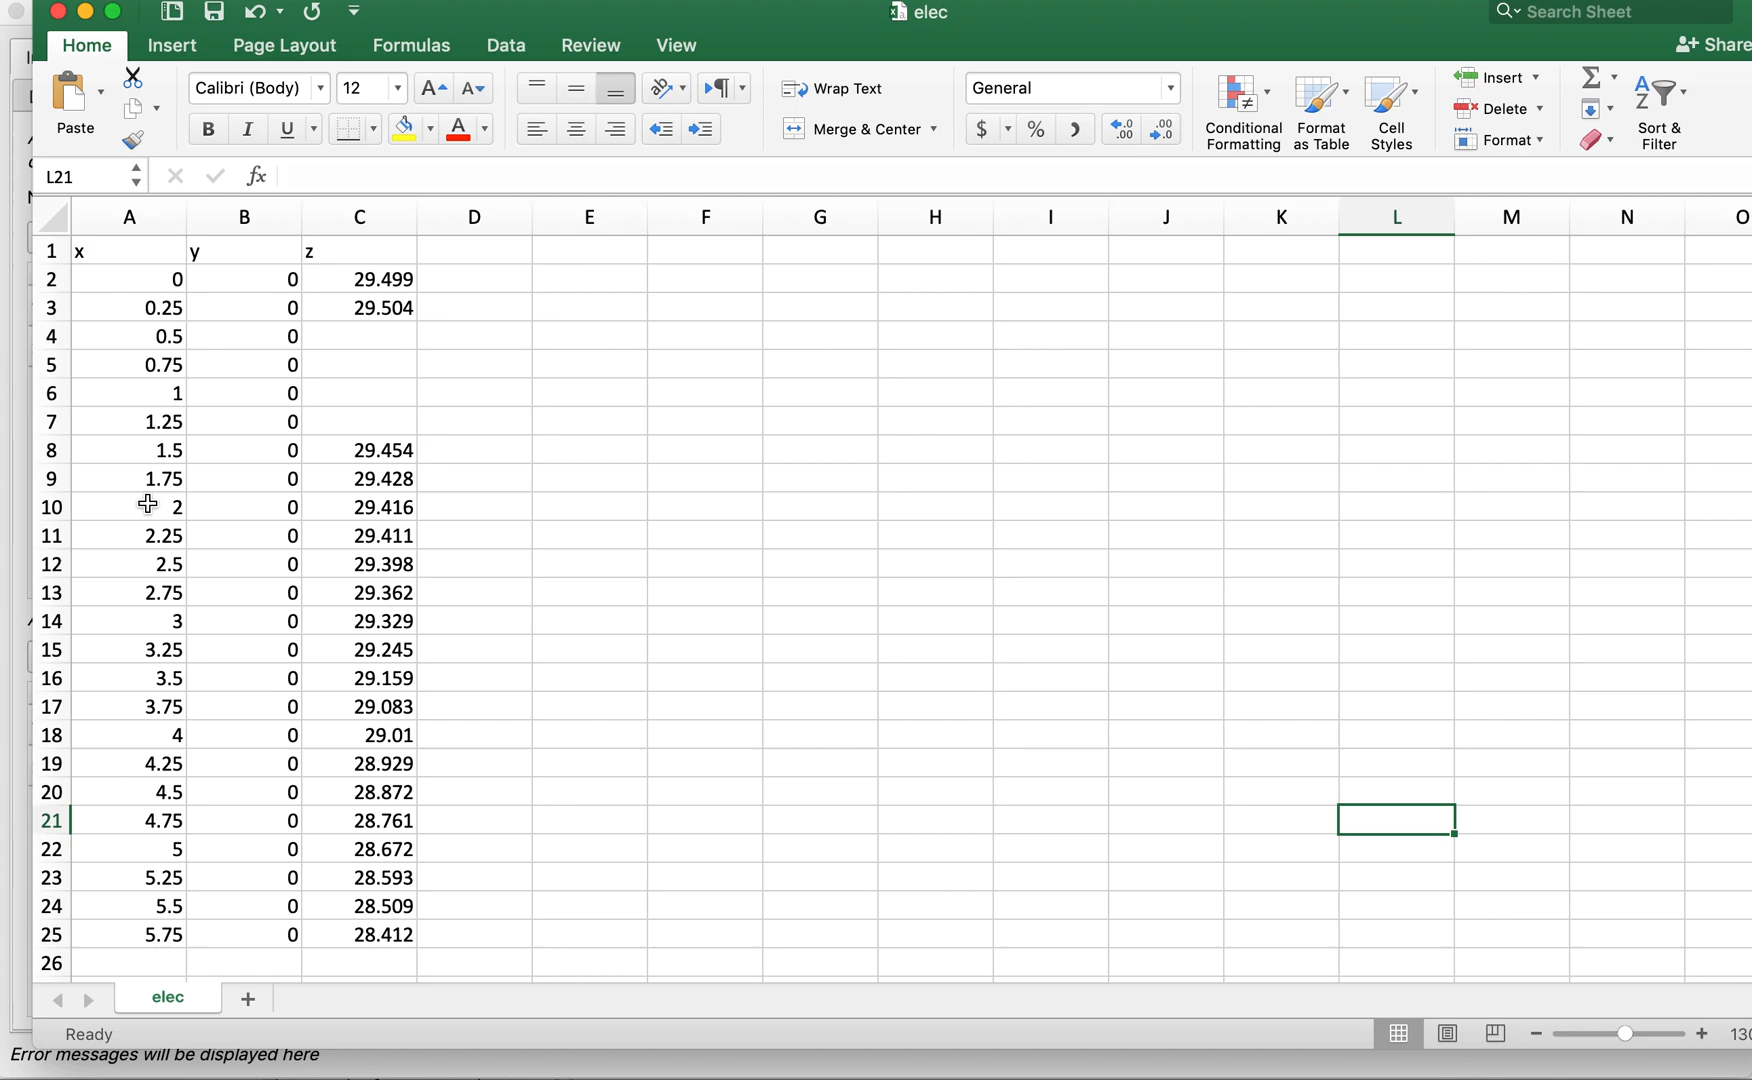 elec
Search Sheet
Home Insert Page Layout Formulas Data Review View
Share
Paste
Calibri (Body) 12
B I U
Wrap Text
Merge & Center
General
$ %
Conditional Formatting
Format as Table
Cell Styles
Insert
Delete
Format
Sort & Filter
L21 fx
A B C D E F G H I J K L M N O
1 x y z
2 0 0 29.499
3 0.25 0 29.504
4 0.5 0
5 0.75 0
6 1 0
7 1.25 0
8 1.5 0 29.454
9 1.75 0 29.428
10 2 0 29.416
11 2.25 0 29.411
12 2.5 0 29.398
13 2.75 0 29.362
14 3 0 29.329
15 3.25 0 29.245
16 3.5 0 29.159
17 3.75 0 29.083
18 4 0 29.01
19 4.25 0 28.929
20 4.5 0 28.872
21 4.75 0 28.761
22 5 0 28.672
23 5.25 0 28.593
24 5.5 0 28.509
25 5.75 0 28.412
26
elec
Ready
Error messages will be displayed here